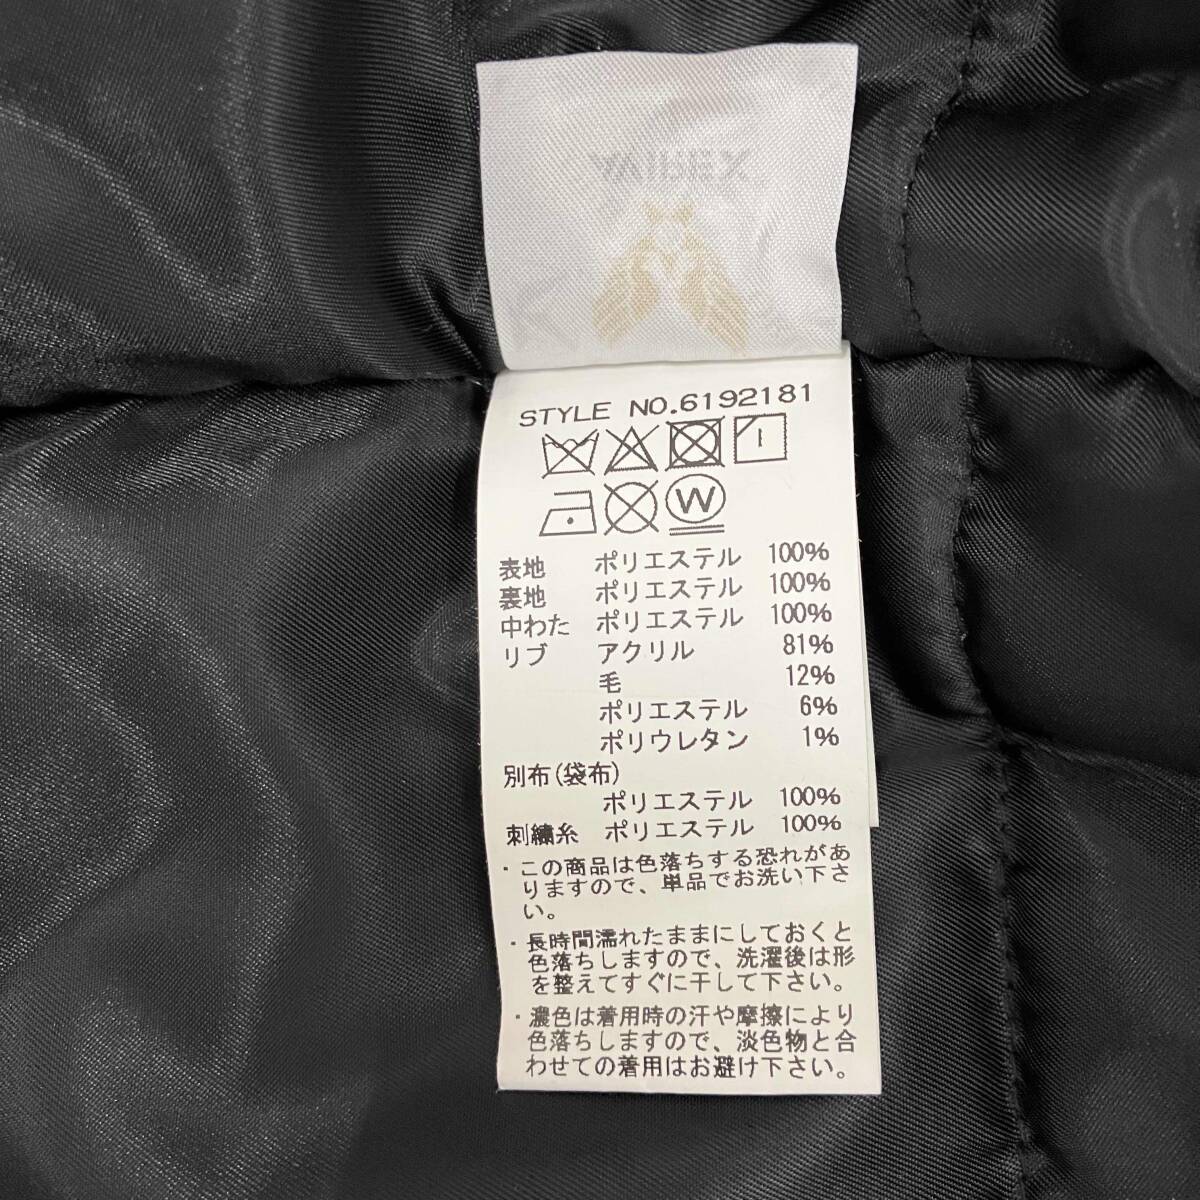 AVIREX
STYLE NO.6192181
W
表地 ポリエステル 100%
裏地 ポリエステル 100%
中わた ポリエステル 100%
リブ アクリル 81%
毛 12%
ポリエステル 6%
ポリウレタン 1%
別布(袋布)
ポリエステル 100%
刺繍糸 ポリエステル 100%
・この商品は色落ちする恐れがあ
りますので、単品でお洗い下さ
い。
・長時間濡れたままにしておくと
色落ちしますので、洗濯後は形
を整えてすぐに干して下さい。
・濃色は着用時の汗や摩擦により
色落ちしますので、淡色物と合
わせての着用はお避け下さい。